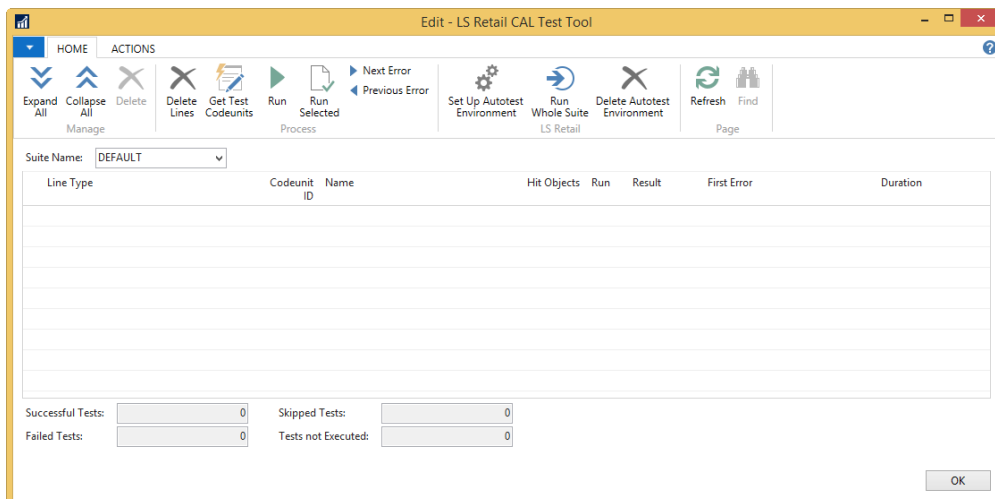 Edit - LS Retail CAL Test Tool
HOME ACTIONS
Expand All
Collapse All
Delete
Manage
Delete Lines
Get Test Codeunits
Run
Run Selected
Next Error
Previous Error
Process
Set Up Autotest Environment
Run Whole Suite
Delete Autotest Environment
LS Retail
Refresh
Find
Page
Suite Name: DEFAULT
Line Type Codeunit ID Name Hit Objects Run Result First Error Duration
Successful Tests: 0 Skipped Tests: 0
Failed Tests: 0 Tests not Executed: 0
OK